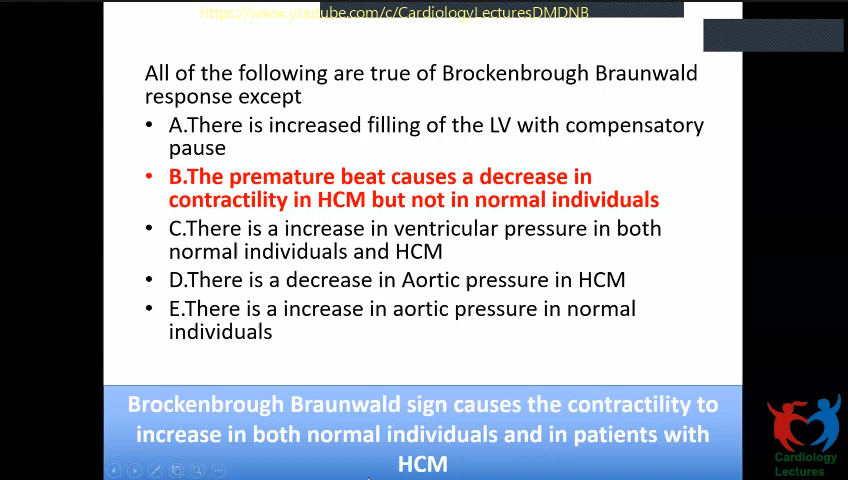 https://www.youtube.com/c/CardiologyLecturesDMDNB
All of the following are true of Brockenbrough Braunwald
response except
• A.There is increased filling of the LV with compensatory
pause
• B.The premature beat causes a decrease in
contractility in HCM but not in normal individuals
• C.There is a increase in ventricular pressure in both
normal individuals and HCM
• D.There is a decrease in Aortic pressure in HCM
• E.There is a increase in aortic pressure in normal
individuals
Brockenbrough Braunwald sign causes the contractility to
increase in both normal individuals and in patients with
HCM
Cardiology
Lectures